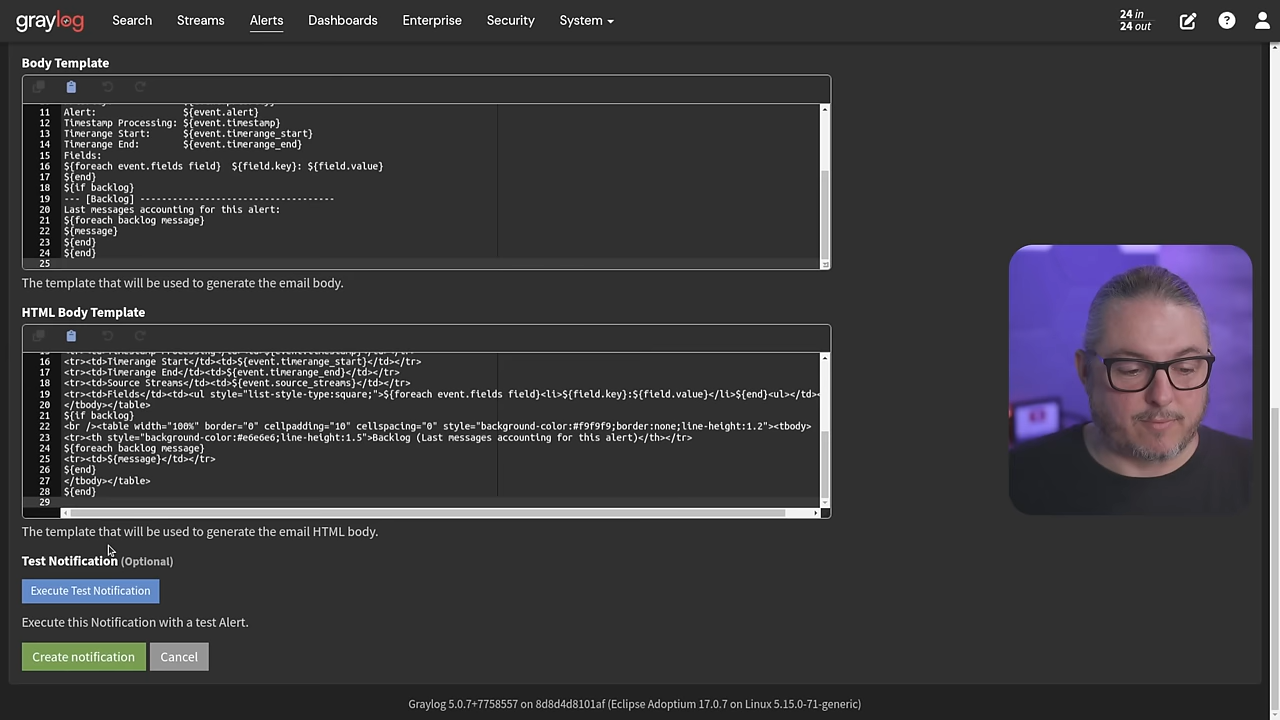 graylog Search Streams Alerts Dashboards Enterprise Security System 24 in
24 out
Body Template
11 Alert: ${event.alert}
12 Timestamp Processing: ${event.timestamp}
13 Timerange Start: ${event.timerange_start}
14 Timerange End: ${event.timerange_end}
15 Fields:
16 ${foreach event.fields field} ${field.key}: ${field.value}
17 ${end}
18 ${if backlog}
19 --- [Backlog] ------------------------------------
20 Last messages accounting for this alert:
21 ${foreach backlog message}
22 ${message}
23 ${end}
24 ${end}
25
The template that will be used to generate the email body.
HTML Body Template
16 <tr><td>Timerange Start</td><td>${event.timerange_start}</td></tr>
17 <tr><td>Timerange End</td><td>${event.timerange_end}</td></tr>
18 <tr><td>Source Streams</td><td>${event.source_streams}</td></tr>
19 <tr><td>Fields</td><td><ul style="list-style-type:square;">${foreach event.fields field}<li>${field.key}:${field.value}</li>${end}<ul></td><
20 </tbody></table>
21 ${if backlog}
22 <br /><table width="100%" border="0" cellpadding="10" cellspacing="0" style="background-color:#f9f9f9;border:none;line-height:1.2"><tbody>
23 <tr><th style="background-color:#e6e6e6;line-height:1.5">Backlog (Last messages accounting for this alert)</th></tr>
24 ${foreach backlog message}
25 <tr><td>${message}</td></tr>
26 ${end}
27 </tbody></table>
28 ${end}
29
The template that will be used to generate the email HTML body.
Test Notification (Optional)
Execute Test Notification
Execute this Notification with a test Alert.
Create notification Cancel
Graylog 5.0.7+7758557 on 8d8d4d8101af (Eclipse Adoptium 17.0.7 on Linux 5.15.0-71-generic)